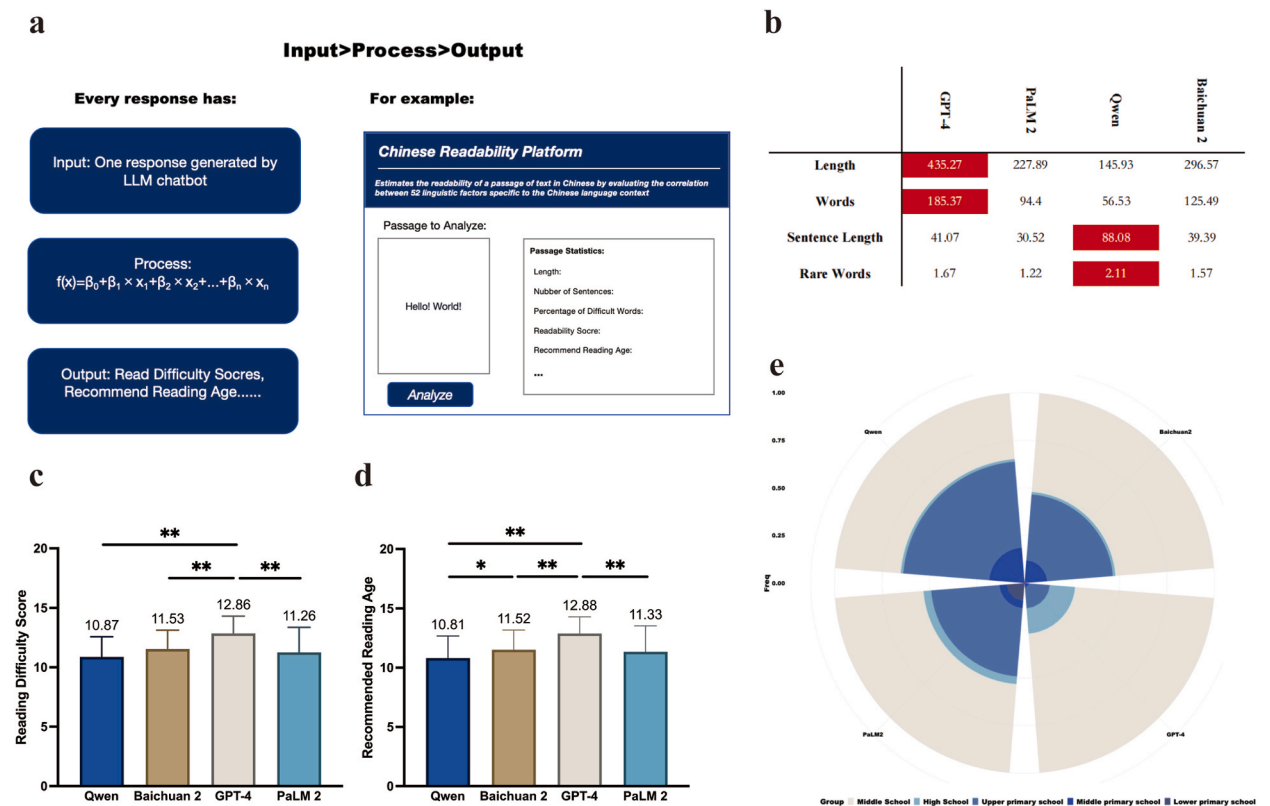 a
Input>Process>Output
Every response has:
Input: One response generated by
LLM chatbot
Process:
f(x)=β₀+β₁ × x₁+β₂ × x₂+...+βₙ × xₙ
Output: Read Difficulty Socres,
Recommend Reading Age......
For example:
Chinese Readability Platform
Estimates the readability of a passage of text in Chinese by evaluating the correlation
between 52 linguistic factors specific to the Chinese language context
Passage to Analyze:
Hello! World!
Analyze
Passage Statistics:
Length:
Nubber of Sentences:
Percentage of Difficult Words:
Readability Socre:
Recommend Reading Age:
...
b
GPT-4 PaLM 2 Qwen Baichuan 2
Length 435.27 227.89 145.93 296.57
Words 185.37 94.4 56.53 125.49
Sentence Length 41.07 30.52 88.08 39.39
Rare Words 1.67 1.22 2.11 1.57
c
Reading Difficulty Score
20
15
10
5
0
** 
** **
10.87 11.53 12.86 11.26
Qwen Baichuan 2 GPT-4 PaLM 2
d
Recommended Reading Age
20
15
10
5
0
**
* ** **
10.81 11.52 12.88 11.33
Qwen Baichuan 2 GPT-4 PaLM 2
e
1.00
0.75
0.50
0.25
0.00
Freq
Qwen
Baichuan2
PaLM2
GPT-4
Group Middle School High School Upper primary school Middle primary school Lower primary school